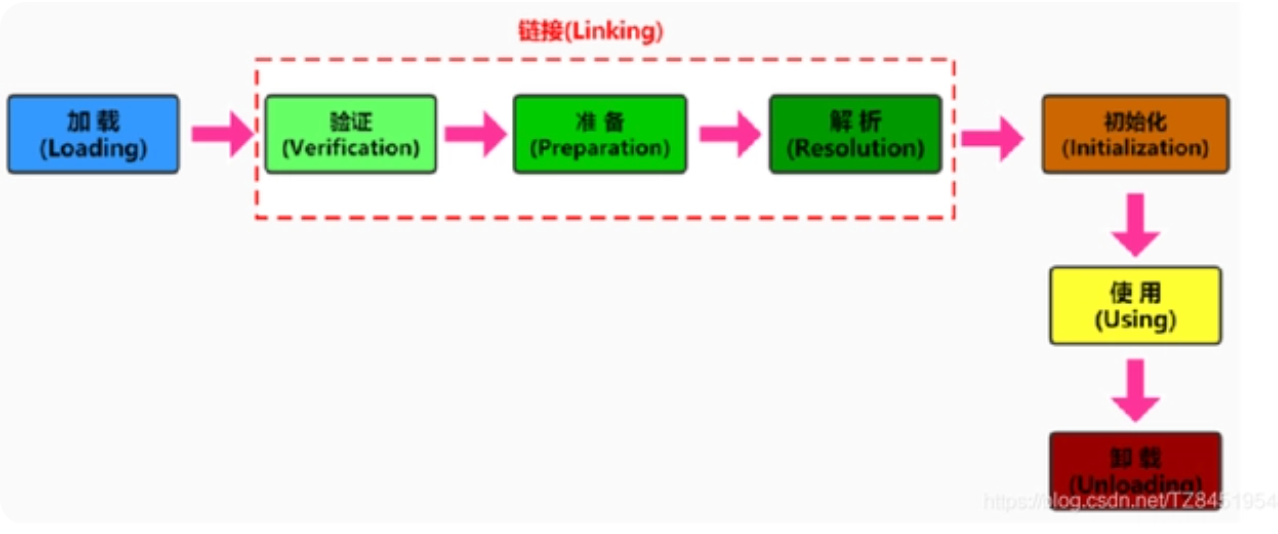 链接(Linking)
加 载
(Loading)
验证
(Verification)
准 备
(Preparation)
解 析
(Resolution)
初始化
(Initialization)
使 用
(Using)
卸 载
(Unloading)
https://blog.csdn.net/TZ8451954